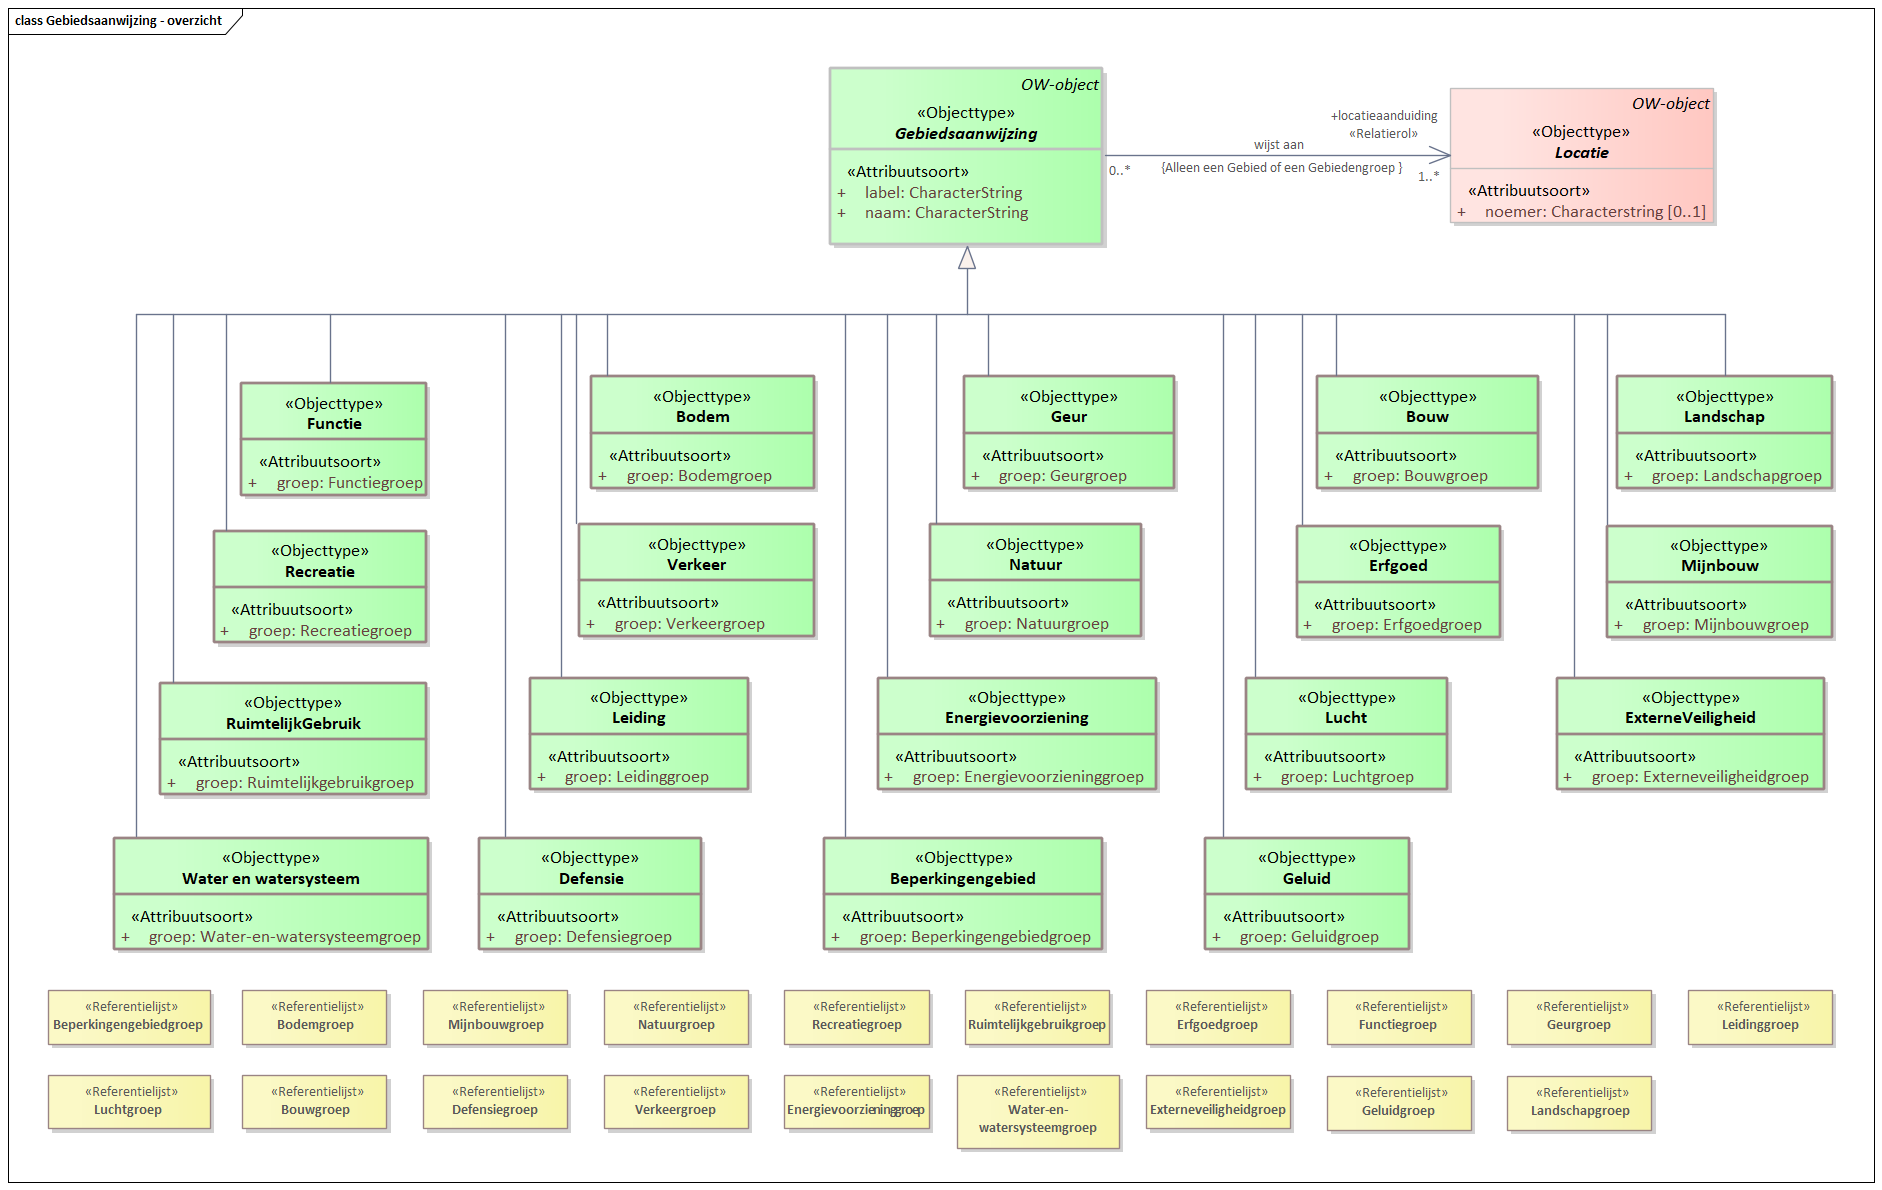 class Gebiedsaanwijzing - overzicht
OW-object
«Objecttype»
Gebiedsaanwijzing
«Attribuutsoort»
+ label: CharacterString
+ naam: CharacterString
0..*
wijst aan
{Alleen een Gebied of een Gebiedengroep }
+locatieaanduiding
«Relatierol»
1..*
OW-object
«Objecttype»
Locatie
«Attribuutsoort»
+ noemer: Characterstring [0..1]
«Objecttype»
Functie
«Attribuutsoort»
+ groep: Functiegroep
«Objecttype»
Bodem
«Attribuutsoort»
+ groep: Bodemgroep
«Objecttype»
Geur
«Attribuutsoort»
+ groep: Geurgroep
«Objecttype»
Bouw
«Attribuutsoort»
+ groep: Bouwgroep
«Objecttype»
Landschap
«Attribuutsoort»
+ groep: Landschapgroep
«Objecttype»
Recreatie
«Attribuutsoort»
+ groep: Recreatiegroep
«Objecttype»
Verkeer
«Attribuutsoort»
+ groep: Verkeergroep
«Objecttype»
Natuur
«Attribuutsoort»
+ groep: Natuurgroep
«Objecttype»
Erfgoed
«Attribuutsoort»
+ groep: Erfgoedgroep
«Objecttype»
Mijnbouw
«Attribuutsoort»
+ groep: Mijnbouwgroep
«Objecttype»
RuimtelijkGebruik
«Attribuutsoort»
+ groep: Ruimtelijkgebruikgroep
«Objecttype»
Leiding
«Attribuutsoort»
+ groep: Leidinggroep
«Objecttype»
Energievoorziening
«Attribuutsoort»
+ groep: Energievoorzieninggroep
«Objecttype»
Lucht
«Attribuutsoort»
+ groep: Luchtgroep
«Objecttype»
ExterneVeiligheid
«Attribuutsoort»
+ groep: Externeveiligheidgroep
«Objecttype»
Water en watersysteem
«Attribuutsoort»
+ groep: Water-en-watersysteemgroep
«Objecttype»
Defensie
«Attribuutsoort»
+ groep: Defensiegroep
«Objecttype»
Beperkingengebied
«Attribuutsoort»
+ groep: Beperkingengebiedgroep
«Objecttype»
Geluid
«Attribuutsoort»
+ groep: Geluidgroep
«Referentielijst»
Beperkingengebiedgroep
«Referentielijst»
Bodemgroep
«Referentielijst»
Mijnbouwgroep
«Referentielijst»
Natuurgroep
«Referentielijst»
Recreatiegroep
«Referentielijst»
Ruimtelijkgebruikgroep
«Referentielijst»
Erfgoedgroep
«Referentielijst»
Functiegroep
«Referentielijst»
Geurgroep
«Referentielijst»
Leidinggroep
«Referentielijst»
Luchtgroep
«Referentielijst»
Bouwgroep
«Referentielijst»
Defensiegroep
«Referentielijst»
Verkeergroep
«Referentielijst»
Energievoorzieninggroep
«Referentielijst»
Water-en-
watersysteemgroep
«Referentielijst»
Externeveiligheidgroep
«Referentielijst»
Geluidgroep
«Referentielijst»
Landschapgroep